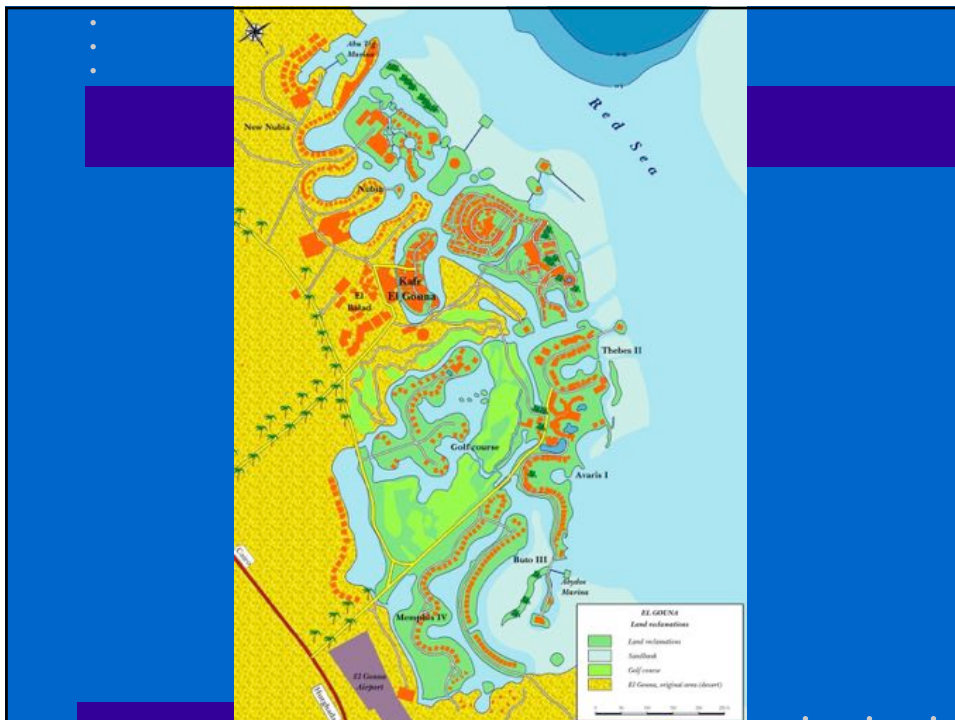 Abu Tig
Marina
Red Sea
New Nubia
Nubia
Kafr
El Gouna
El
Balad
Thebes II
Golf course
Avaris I
Cairo
Buto III
Abydos
Marina
Memphis IV
El Gouna
Airport
Hurghada
EL GOUNA
Land reclamations
Land reclamations
Sandbank
Golf course
El Gouna, original area (desert)